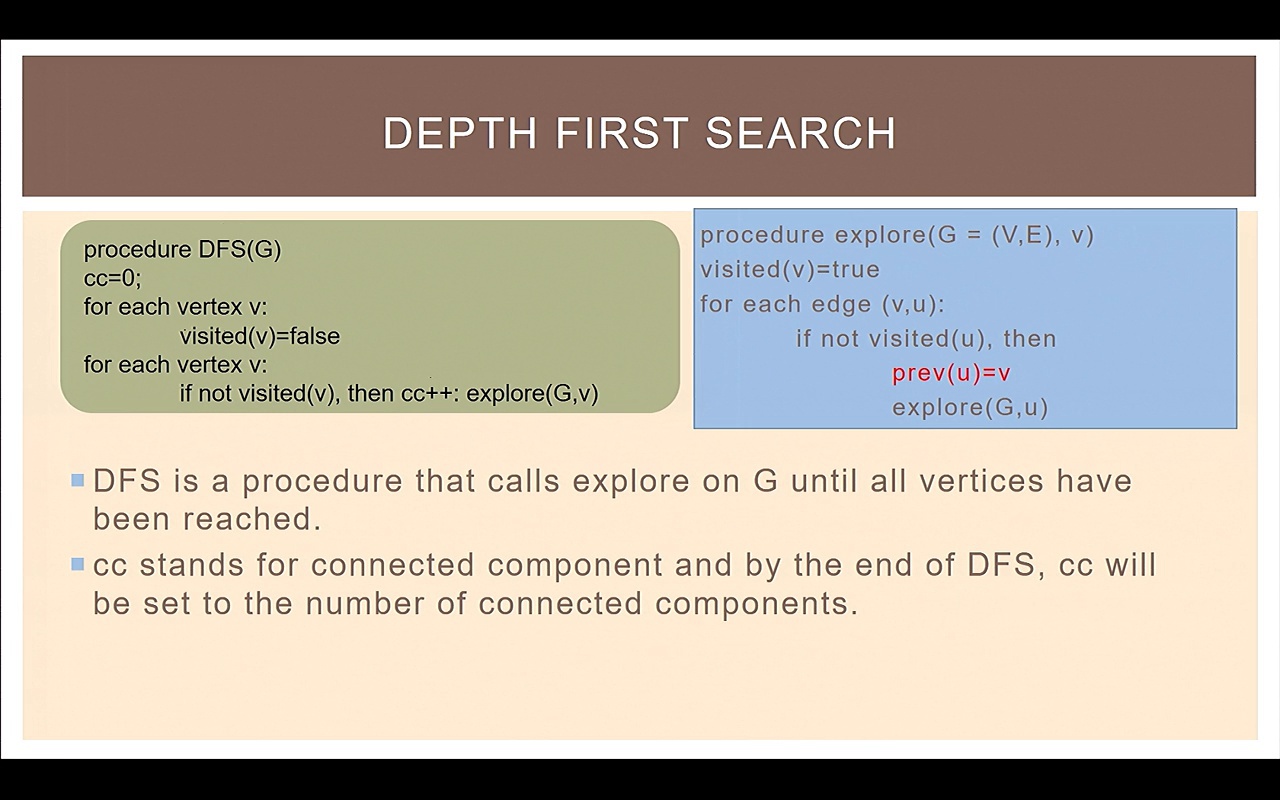 DEPTH FIRST SEARCH
procedure DFS(G)
cc=0;
for each vertex v:
visited(v)=false
for each vertex v:
if not visited(v), then cc++: explore(G,v)
procedure explore(G = (V,E), v)
visited(v)=true
for each edge (v,u):
if not visited(u), then
prev(u)=v
explore(G,u)
DFS is a procedure that calls explore on G until all vertices have
been reached.
cc stands for connected component and by the end of DFS, cc will
be set to the number of connected components.